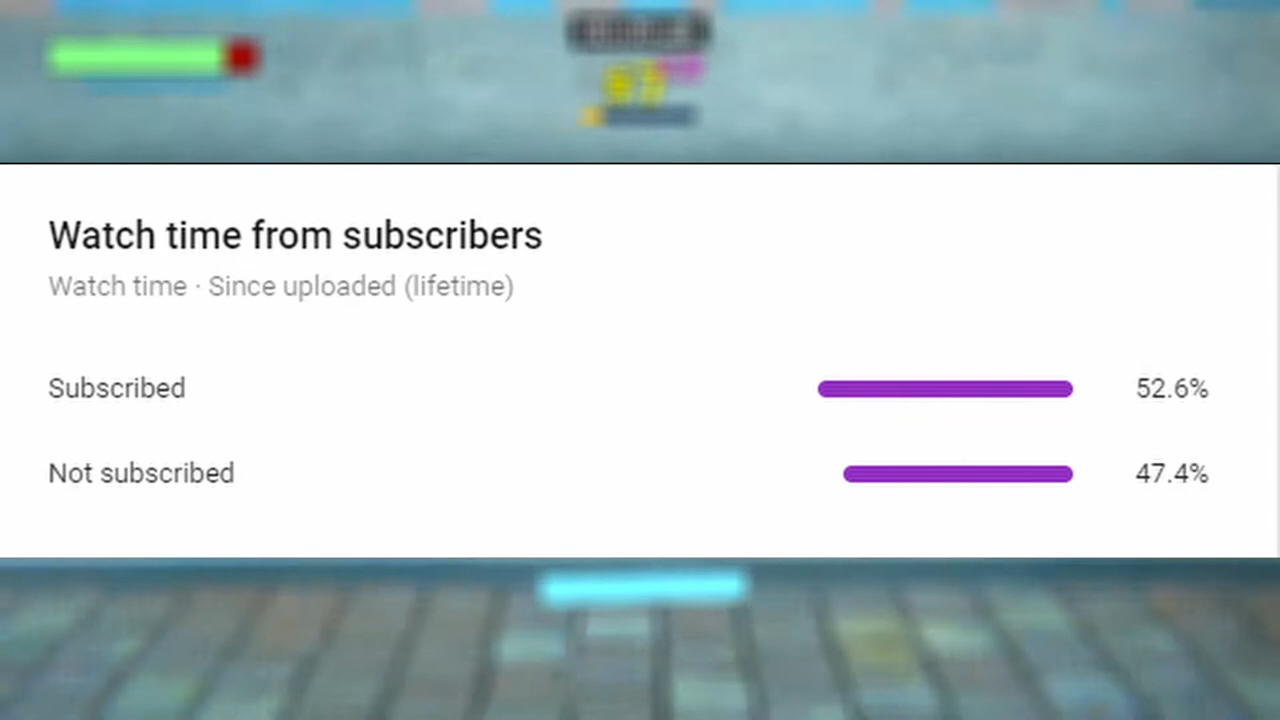 Watch time from subscribers
Watch time · Since uploaded (lifetime)
Subscribed 52.6%
Not subscribed 47.4%